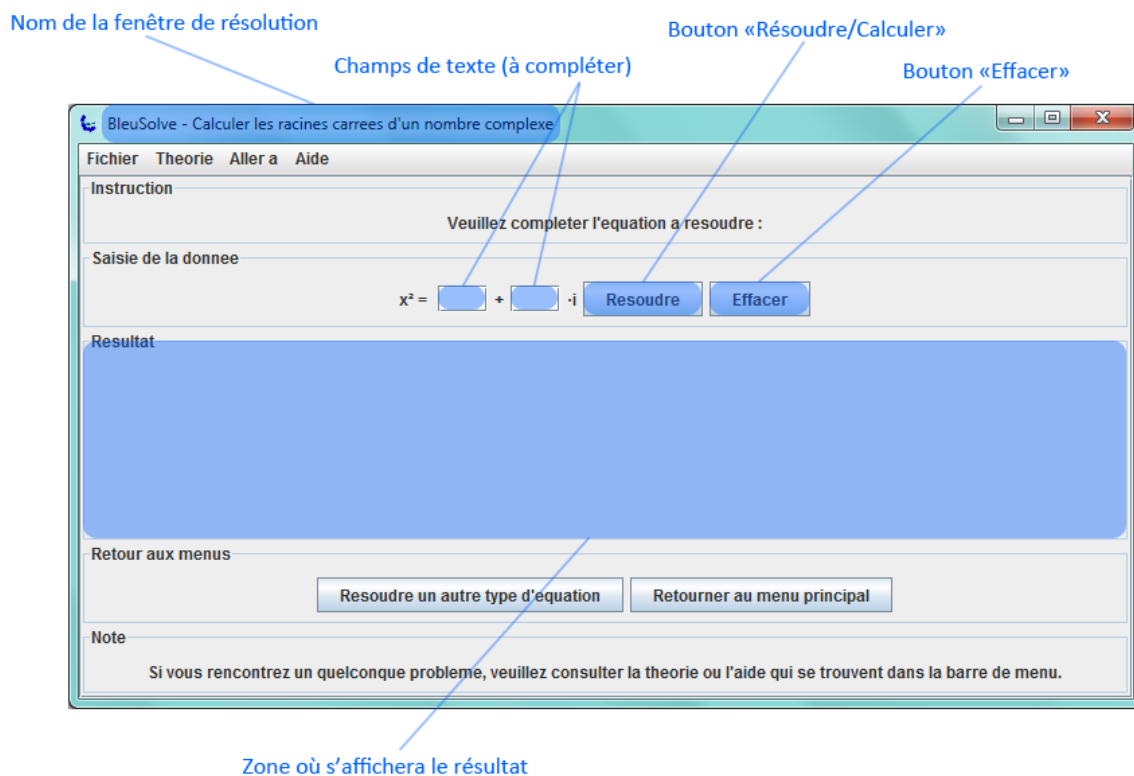 Nom de la fenêtre de résolution
Bouton «Résoudre/Calculer»
Champs de texte (à compléter)
Bouton «Effacer»
BleuSolve - Calculer les racines carrees d'un nombre complexe
Fichier Theorie Aller a Aide
Instruction
Veuillez completer l'equation a resoudre :
Saisie de la donnee
x² = + ·i Resoudre Effacer
Resultat
Retour aux menus
Resoudre un autre type d'equation Retourner au menu principal
Note
Si vous rencontrez un quelconque probleme, veuillez consulter la theorie ou l'aide qui se trouvent dans la barre de menu.
Zone où s'affichera le résultat